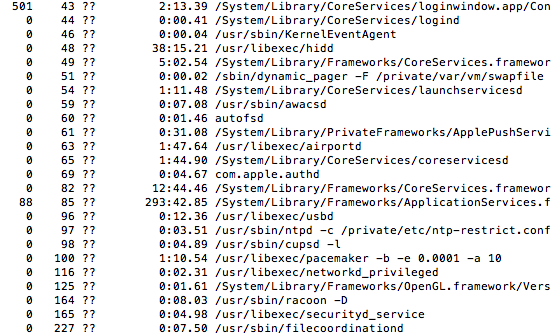 501 43 ?? 2:13.39 /System/Library/CoreServices/loginwindow.app/Con
0 44 ?? 0:00.41 /System/Library/CoreServices/logind
0 46 ?? 0:00.04 /usr/sbin/KernelEventAgent
0 48 ?? 38:15.21 /usr/libexec/hidd
0 49 ?? 5:02.54 /System/Library/Frameworks/CoreServices.framewor
0 51 ?? 0:00.02 /sbin/dynamic_pager -F /private/var/vm/swapfile
0 54 ?? 1:11.48 /System/Library/CoreServices/launchservicesd
0 59 ?? 0:07.08 /usr/sbin/awacsd
0 60 ?? 0:01.46 autofsd
0 61 ?? 0:31.08 /System/Library/PrivateFrameworks/ApplePushServi
0 63 ?? 1:47.64 /usr/libexec/airportd
0 65 ?? 1:44.90 /System/Library/CoreServices/coreservicesd
0 69 ?? 0:04.67 com.apple.authd
0 82 ?? 12:44.46 /System/Library/Frameworks/CoreServices.framewor
88 85 ?? 293:42.85 /System/Library/Frameworks/ApplicationServices.f
0 96 ?? 0:12.36 /usr/libexec/usbd
0 97 ?? 0:03.51 /usr/sbin/ntpd -c /private/etc/ntp-restrict.conf
0 98 ?? 0:04.89 /usr/sbin/cupsd -l
0 100 ?? 1:10.54 /usr/libexec/pacemaker -b -e 0.0001 -a 10
0 116 ?? 0:02.31 /usr/libexec/networkd_privileged
0 125 ?? 0:01.61 /System/Library/Frameworks/OpenGL.framework/Vers
0 164 ?? 0:08.03 /usr/sbin/racoon -D
0 165 ?? 0:04.98 /usr/libexec/securityd_service
0 227 ?? 0:07.50 /usr/sbin/filecoordinationd